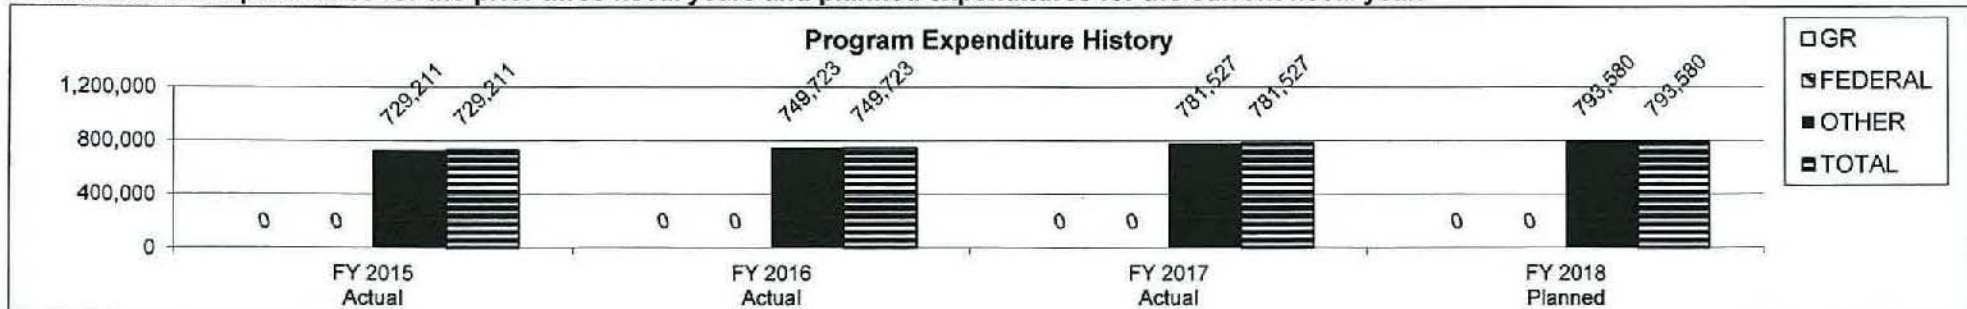 Program Expenditure History
GR
FEDERAL
OTHER
TOTAL
1,200,000
800,000
400,000
0
0 0 729,211 729,211
0 0 749,723 749,723
0 0 781,527 781,527
0 0 793,580 793,580
FY 2015
Actual
FY 2016
Actual
FY 2017
Actual
FY 2018
Planned